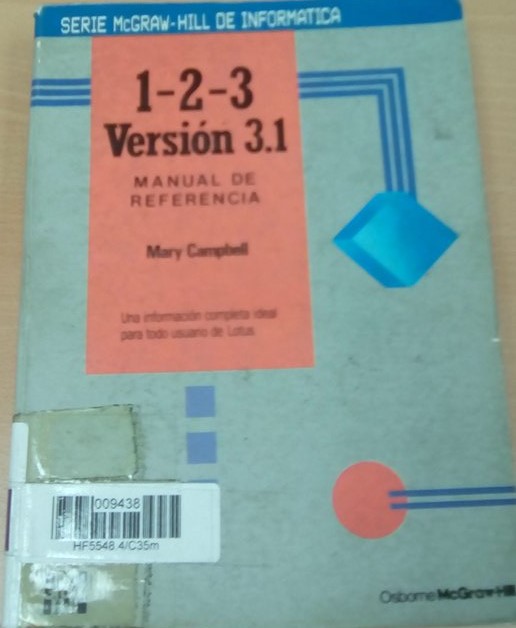 SERIE McGRAW-HILL DE INFORMATICA
1-2-3
Versión 3.1
MANUAL DE
REFERENCIA
Mary Campbell
Una información completa ideal
para todo usuario de Lotus
009438
HF5548.4/C35m
Osborne McGraw-Hill